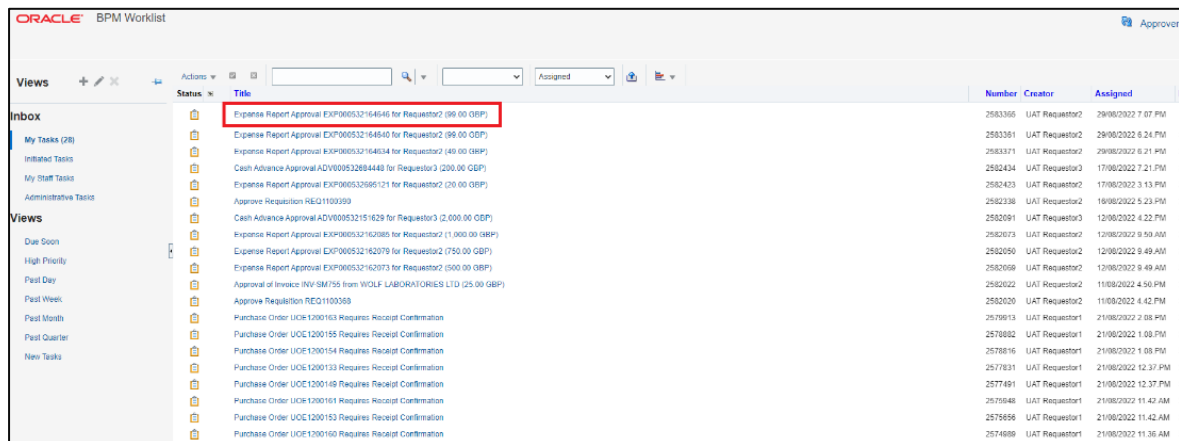 ORACLE® BPM Worklist
Approver
Views
Actions
Assigned
Status Title Number Creator Assigned
Inbox
My Tasks (28)
Initiated Tasks
My Staff Tasks
Administrative Tasks
Views
Due Soon
High Priority
Past Day
Past Week
Past Month
Past Quarter
New Tasks
Expense Report Approval EXP000532164646 for Requestor2 (99.00 GBP) 2583365 UAT Requestor2 29/08/2022 7.07 PM
Expense Report Approval EXP000532164640 for Requestor2 (99.00 GBP) 2583361 UAT Requestor2 29/08/2022 6.24 PM
Expense Report Approval EXP000532164634 for Requestor2 (49.00 GBP) 2583371 UAT Requestor2 29/08/2022 6.21 PM
Cash Advance Approval ADV000532684448 for Requestor3 (200.00 GBP) 2582434 UAT Requestor3 17/08/2022 7.21 PM
Expense Report Approval EXP000532695121 for Requestor2 (20.00 GBP) 2582423 UAT Requestor2 17/08/2022 3.13 PM
Approve Requisition REQ1100390 2582338 UAT Requestor2 16/08/2022 5.23 PM
Cash Advance Approval ADV000532151629 for Requestor3 (2,000.00 GBP) 2582091 UAT Requestor3 12/08/2022 4.22 PM
Expense Report Approval EXP000532162085 for Requestor2 (1,000.00 GBP) 2582073 UAT Requestor2 12/08/2022 9.50 AM
Expense Report Approval EXP000532162079 for Requestor2 (750.00 GBP) 2582050 UAT Requestor2 12/08/2022 9.49 AM
Expense Report Approval EXP000532162073 for Requestor2 (500.00 GBP) 2582069 UAT Requestor2 12/08/2022 9.49 AM
Approval of Invoice INV-SM755 from WOLF LABORATORIES LTD (25.00 GBP) 2582022 UAT Requestor2 11/08/2022 4.50 PM
Approve Requisition REQ1100368 2582020 UAT Requestor2 11/08/2022 4.42 PM
Purchase Order UOE1200163 Requires Receipt Confirmation 2579913 UAT Requestor1 21/08/2022 2.08 PM
Purchase Order UOE1200155 Requires Receipt Confirmation 2578882 UAT Requestor1 21/08/2022 1.08 PM
Purchase Order UOE1200154 Requires Receipt Confirmation 2578816 UAT Requestor1 21/08/2022 1.08 PM
Purchase Order UOE1200133 Requires Receipt Confirmation 2577831 UAT Requestor1 21/08/2022 12.37 PM
Purchase Order UOE1200149 Requires Receipt Confirmation 2577491 UAT Requestor1 21/08/2022 12.37 PM
Purchase Order UOE1200161 Requires Receipt Confirmation 2575948 UAT Requestor1 21/08/2022 11.42 AM
Purchase Order UOE1200153 Requires Receipt Confirmation 2575656 UAT Requestor1 21/08/2022 11.42 AM
Purchase Order UOE1200160 Requires Receipt Confirmation 2574989 UAT Requestor1 21/08/2022 11.36 AM